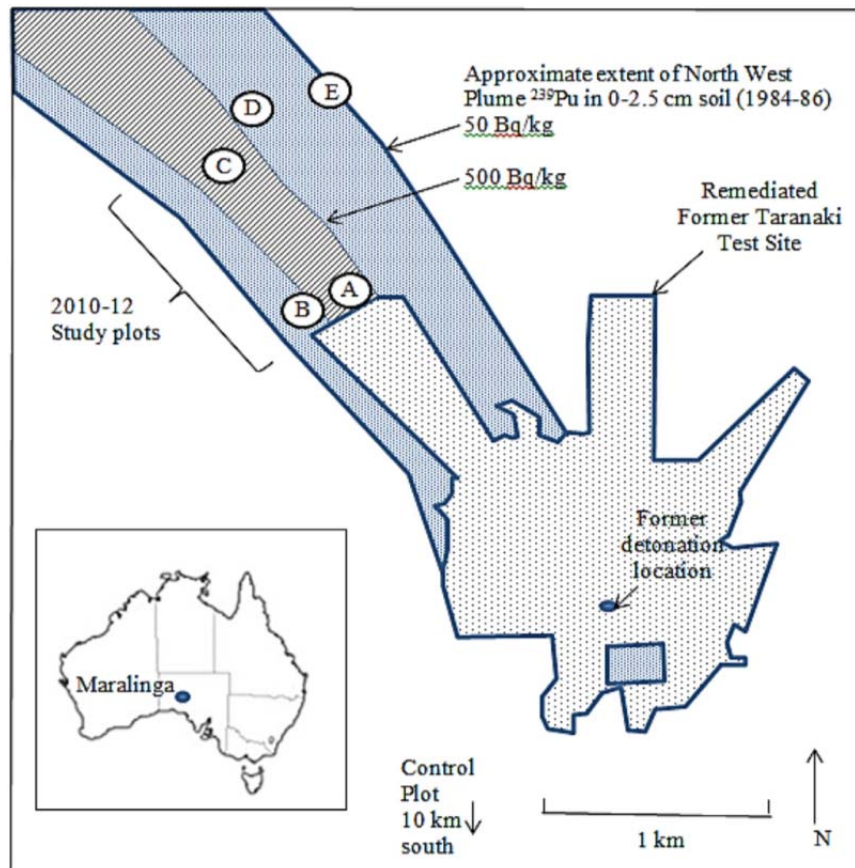 Approximate extent of North West
Plume ²³⁹Pu in 0-2.5 cm soil (1984-86)
50 Bq/kg
500 Bq/kg
E
D
C
A
B
Remediated
Former Taranaki
Test Site
2010-12
Study plots
Former
detonation
location
Maralinga
Control
Plot
10 km
south
1 km
N